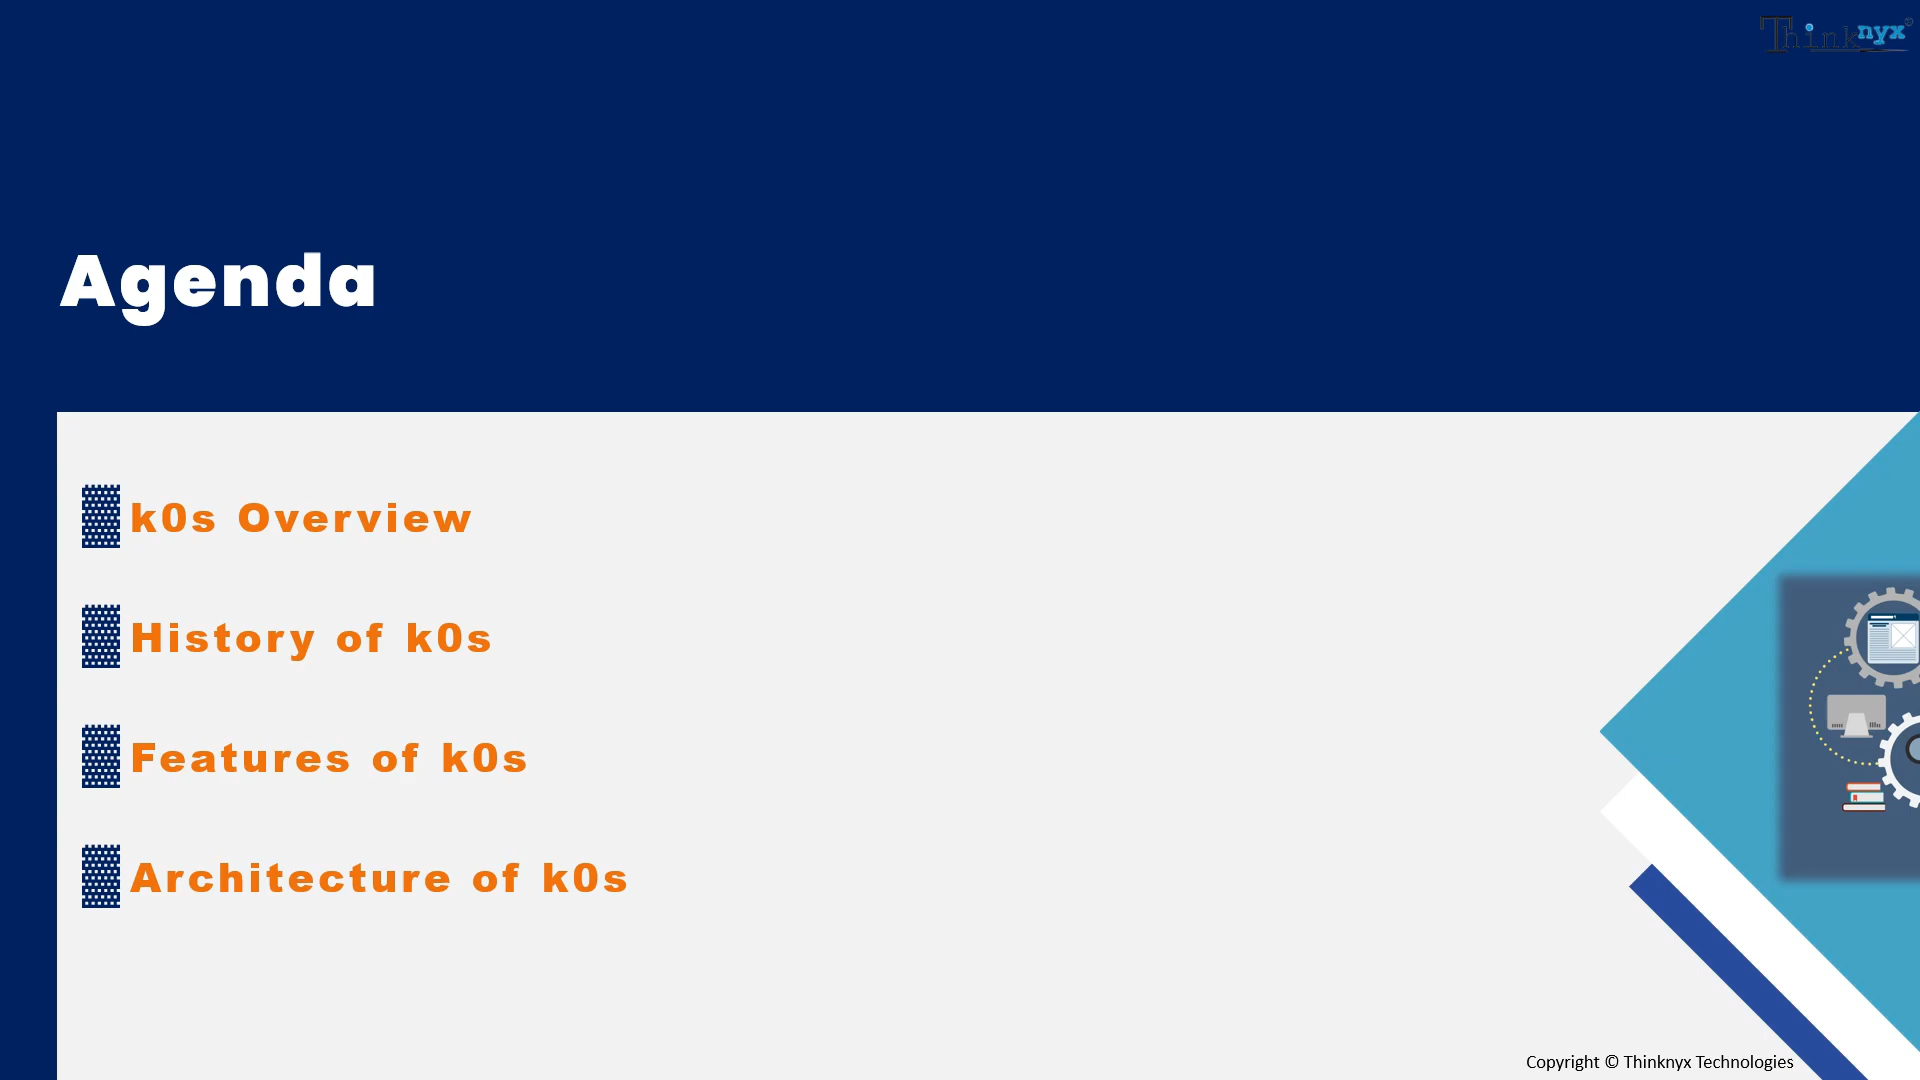 Thinknyx®
Agenda
k0s Overview
History of k0s
Features of k0s
Architecture of k0s
Copyright © Thinknyx Technologies